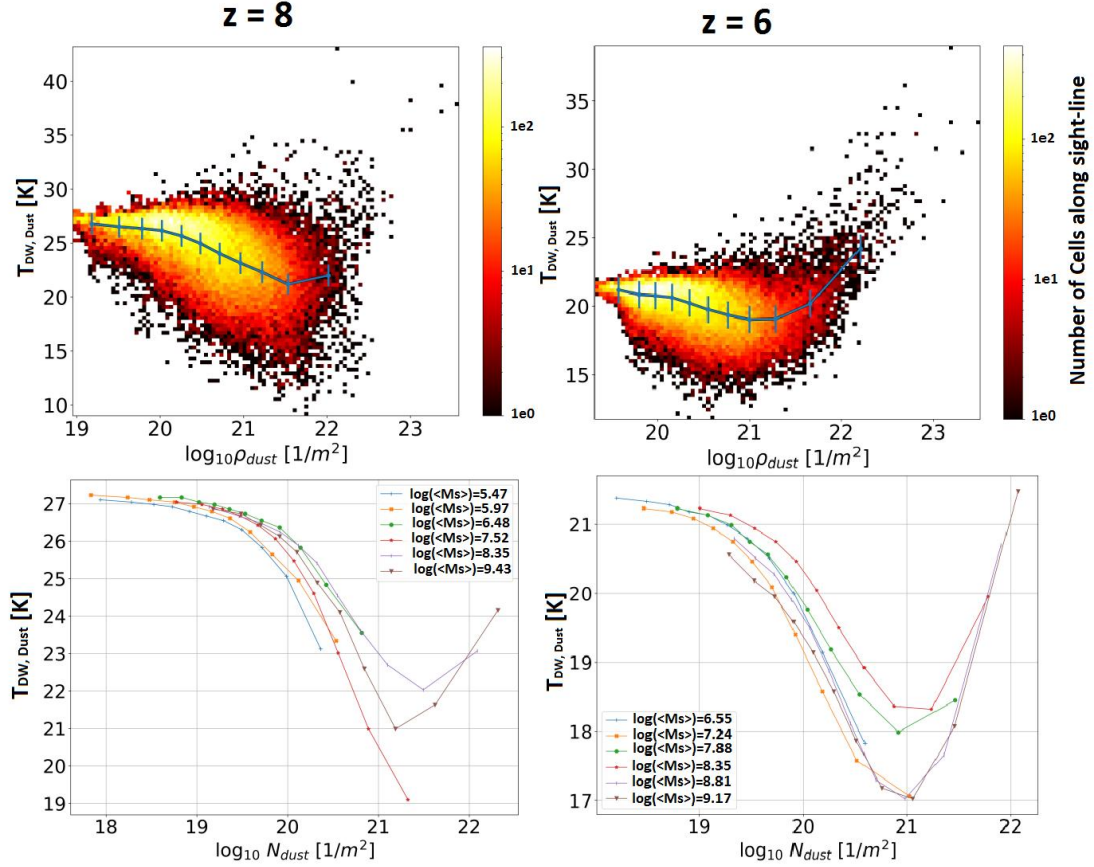 z = 8
z = 6
40
35
30
25
20
15
10
T_DW, Dust [K]
19
20
21
22
23
log₁₀ρ_dust [1/m²]
1e2
1e1
1e0
35
30
25
20
15
T_DW, Dust [K]
20
21
22
23
log₁₀ρ_dust [1/m²]
1e2
1e1
1e0
Number of Cells along sight-line
27
26
25
24
23
22
21
20
19
T_DW, Dust [K]
log(<Ms>)=5.47
log(<Ms>)=5.97
log(<Ms>)=6.48
log(<Ms>)=7.52
log(<Ms>)=8.35
log(<Ms>)=9.43
18
19
20
21
22
log₁₀ N_dust [1/m²]
21
20
19
18
17
T_DW, Dust [K]
log(<Ms>)=6.55
log(<Ms>)=7.24
log(<Ms>)=7.88
log(<Ms>)=8.35
log(<Ms>)=8.81
log(<Ms>)=9.17
19
20
21
22
log₁₀ N_dust [1/m²]